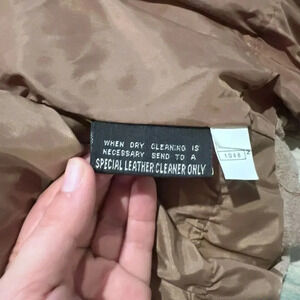 WHEN DRY CLEANING IS
NECESSARY SEND TO A
SPECIAL LEATHER CLEANER ONLY